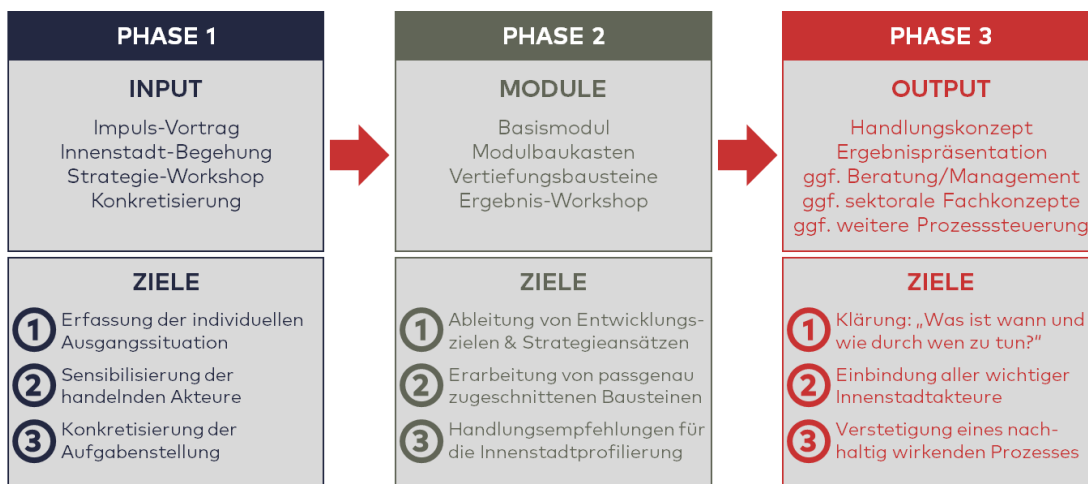 PHASE 1
INPUT
Impuls-Vortrag
Innenstadt-Begehung
Strategie-Workshop
Konkretisierung
ZIELE
1 Erfassung der individuellen
Ausgangssituation
2 Sensibilisierung der
handelnden Akteure
3 Konkretisierung der
Aufgabenstellung
PHASE 2
MODULE
Basismodul
Modulbaukasten
Vertiefungsbausteine
Ergebnis-Workshop
ZIELE
1 Ableitung von Entwicklungs-
zielen & Strategieansätzen
2 Erarbeitung von passgenau
zugeschnittenen Bausteinen
3 Handlungsempfehlungen für
die Innenstadtprofilierung
PHASE 3
OUTPUT
Handlungskonzept
Ergebnispräsentation
ggf. Beratung/Management
ggf. sektorale Fachkonzepte
ggf. weitere Prozesssteuerung
ZIELE
1 Klärung: „Was ist wann und
wie durch wen zu tun?“
2 Einbindung aller wichtiger
Innenstadtakteure
3 Verstetigung eines nach-
haltig wirkenden Prozesses